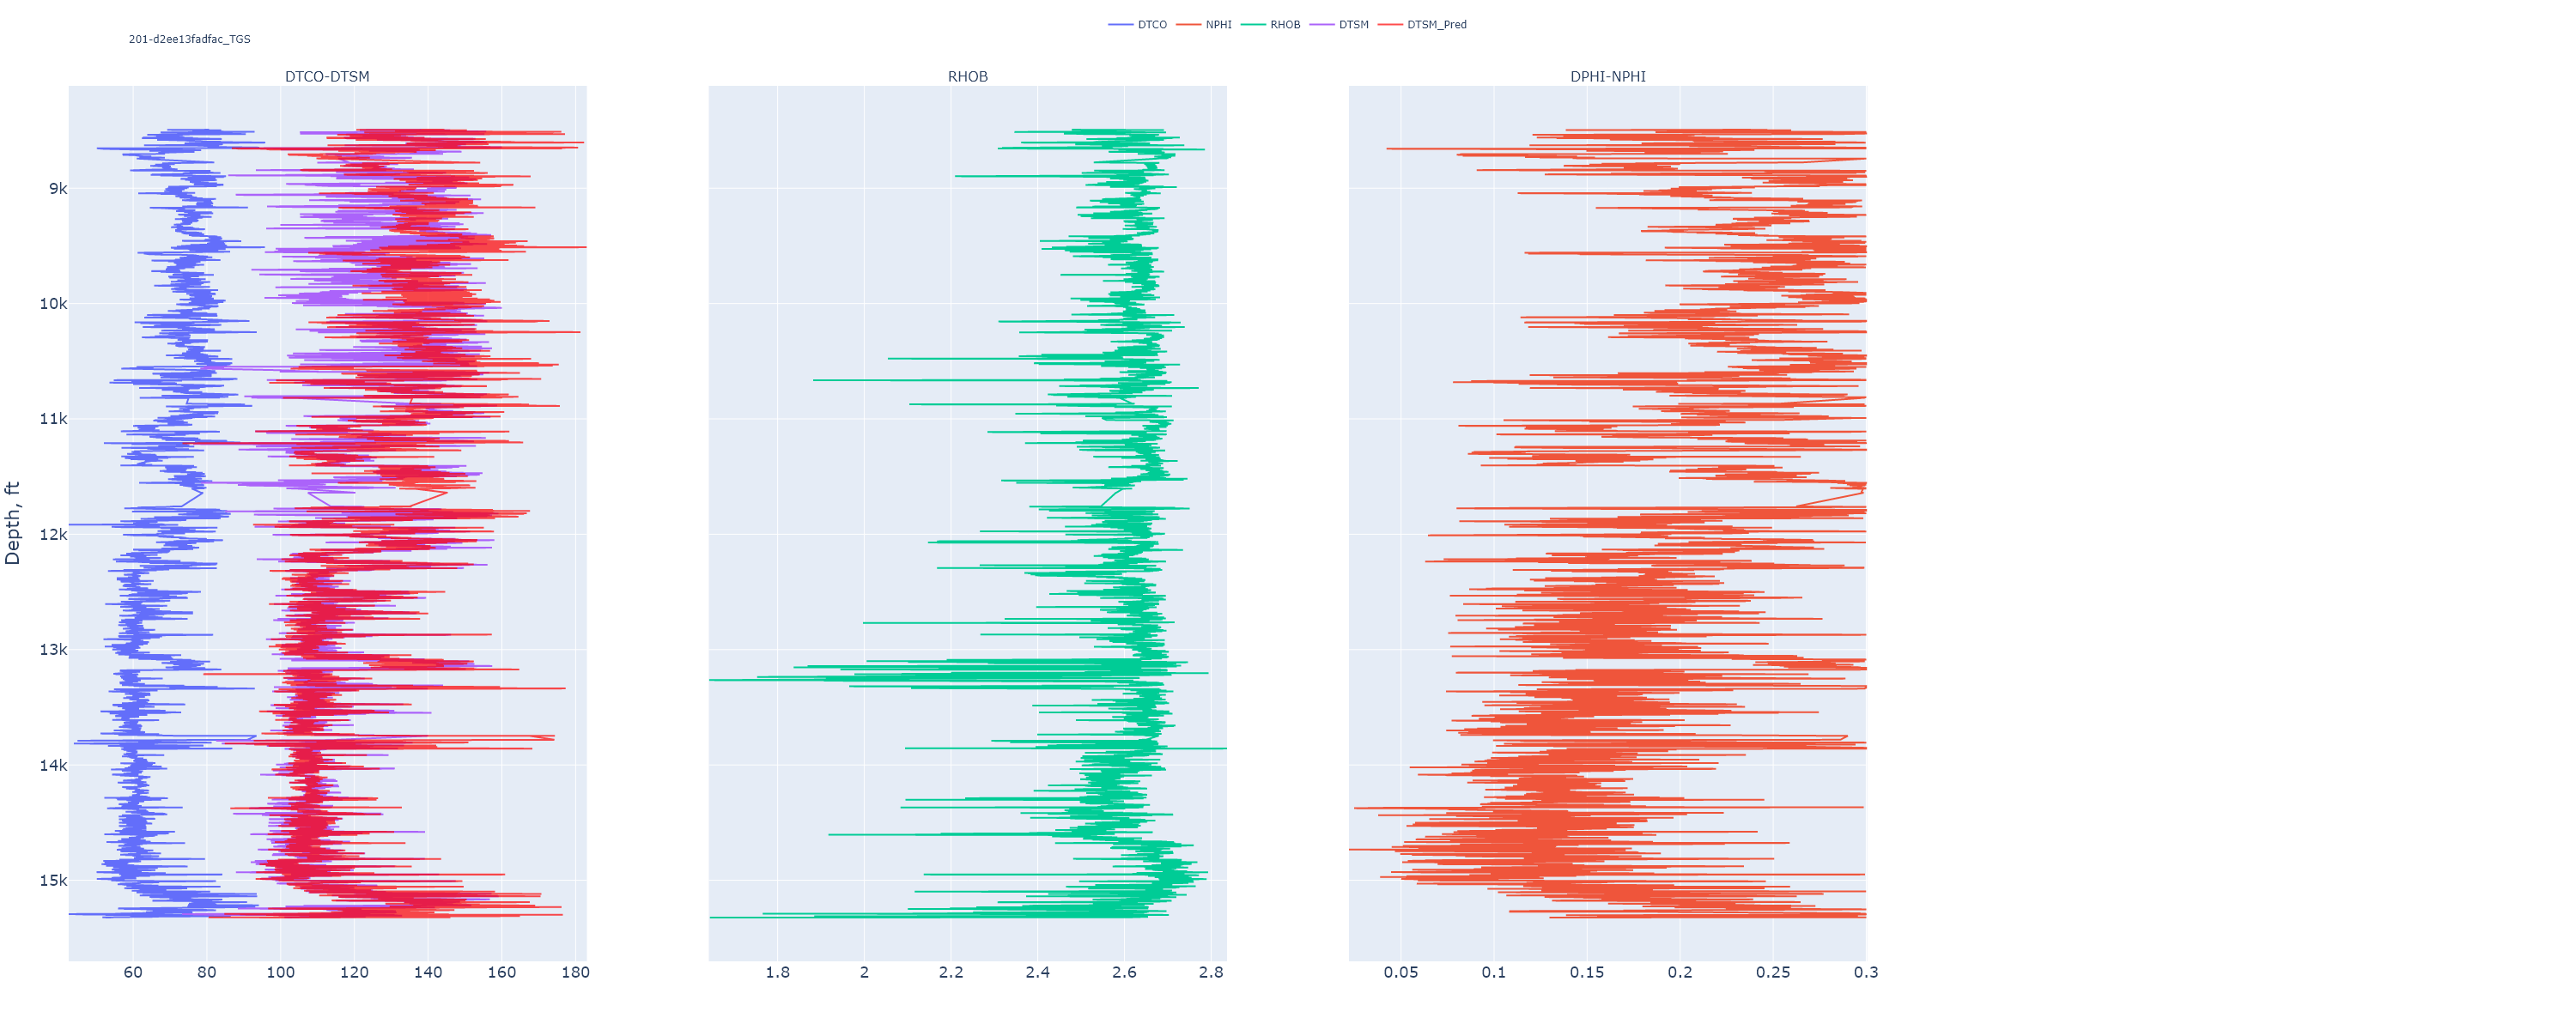 DTCO NPHI RHOB DTSM DTSM_Pred
201-d2ee13fadfac_TGS
DTCO-DTSM RHOB DPHI-NPHI
Depth, ft
9k
10k
11k
12k
13k
14k
15k
60 80 100 120 140 160 180
1.8 2 2.2 2.4 2.6 2.8
0.05 0.1 0.15 0.2 0.25 0.3